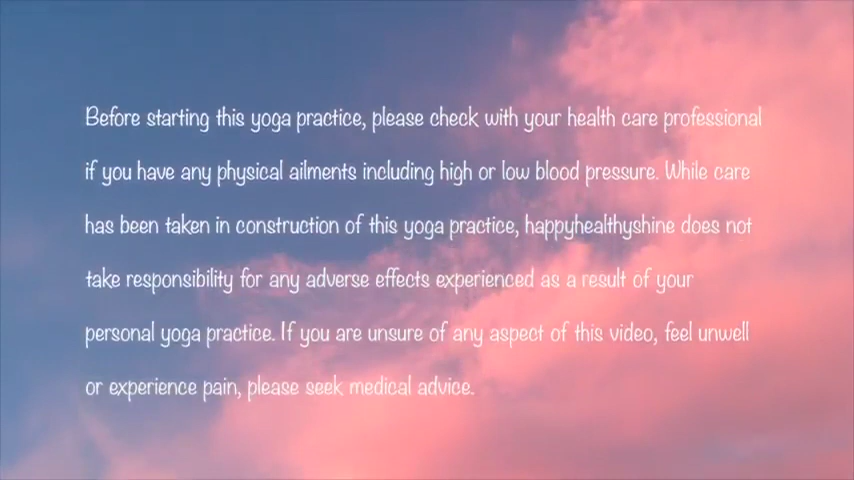 Before starting this yoga practice, please check with your health care professional
if you have any physical ailments including high or low blood pressure. While care
has been taken in construction of this yoga practice, happyhealthyshine does not
take responsibility for any adverse effects experienced as a result of your
personal yoga practice. If you are unsure of any aspect of this video, feel unwell
or experience pain, please seek medical advice.